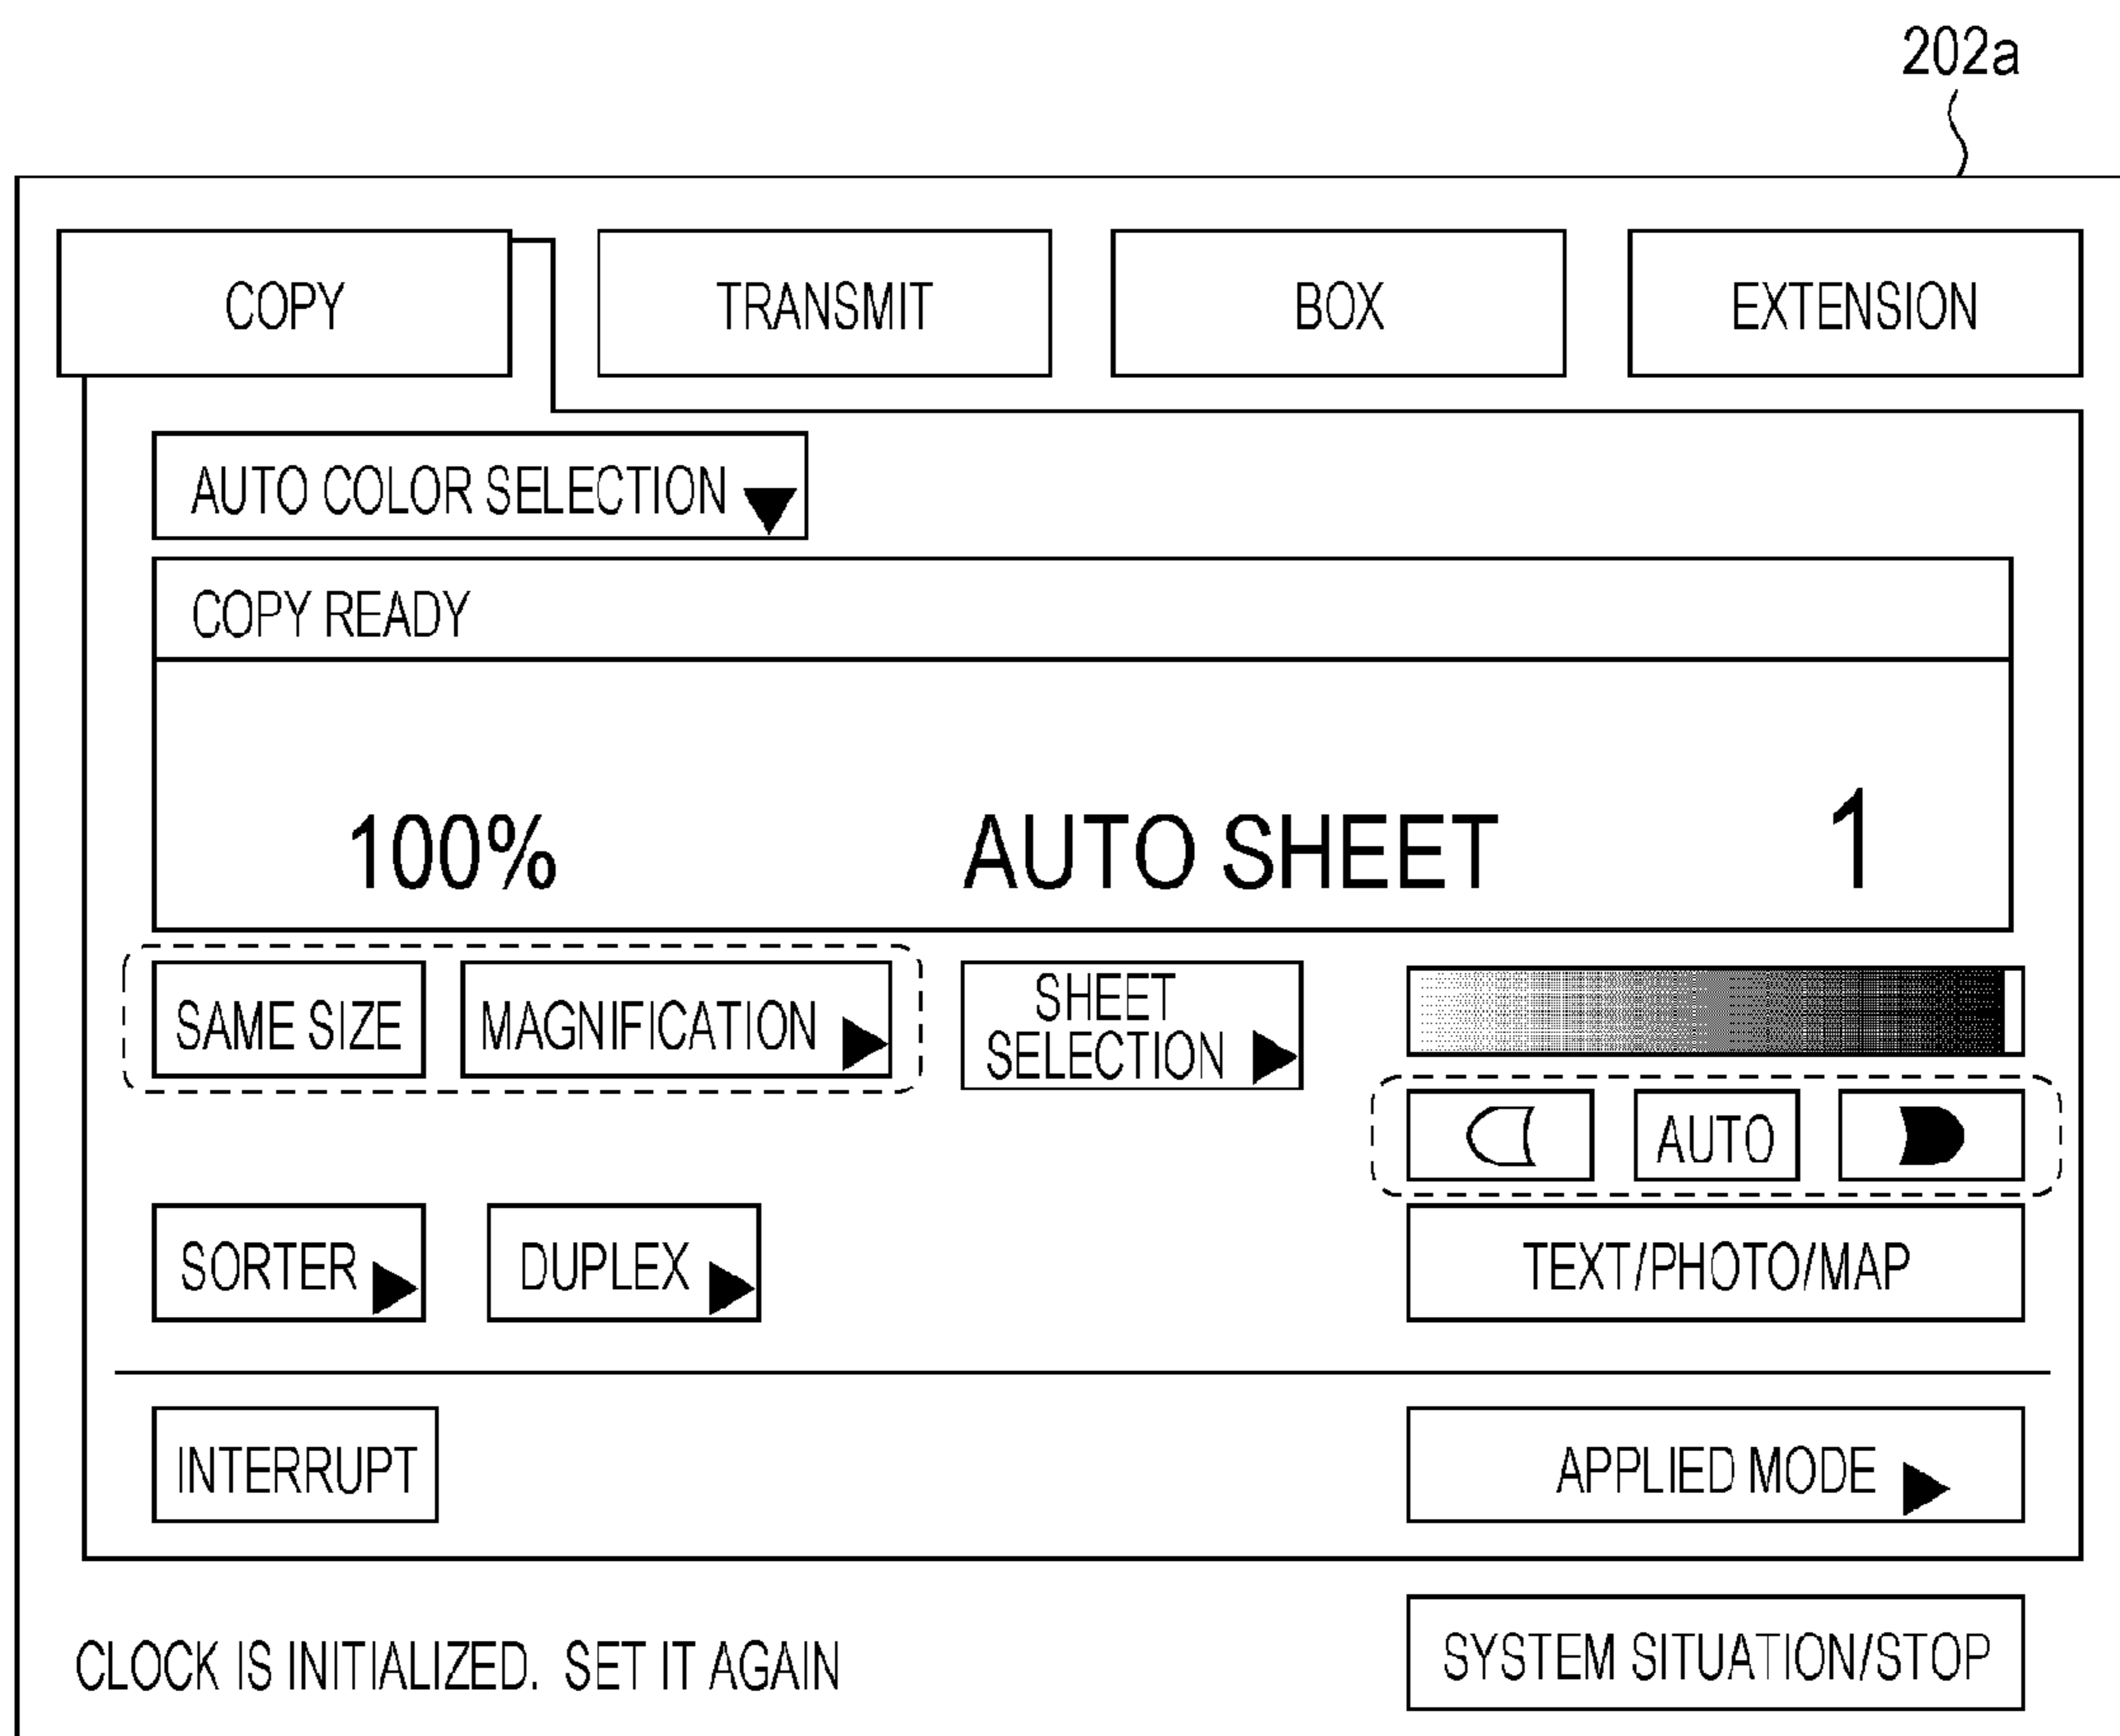 202a
COPY
TRANSMIT
BOX
EXTENSION
AUTO COLOR SELECTION
COPY READY
100%
AUTO SHEET
1
SAME SIZE
MAGNIFICATION
SHEET
SELECTION
AUTO
SORTER
DUPLEX
TEXT/PHOTO/MAP
INTERRUPT
APPLIED MODE
CLOCK IS INITIALIZED. SET IT AGAIN
SYSTEM SITUATION/STOP